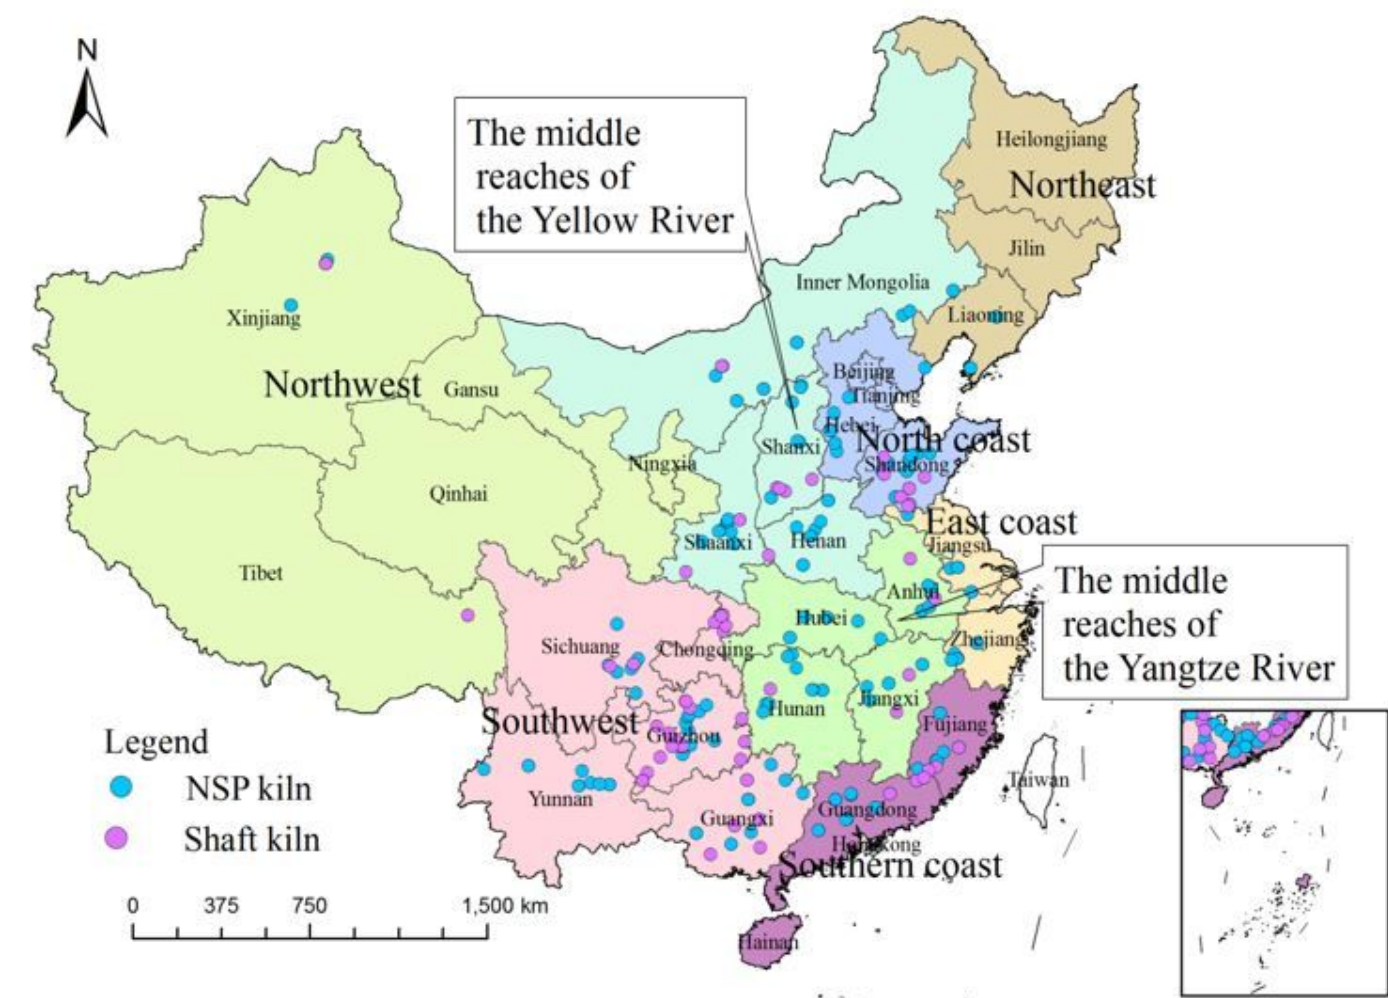 N
The middle
reaches of
the Yellow River
Heilongjiang
Northeast
Jilin
Inner Mongolia
Liaoning
Xinjiang
Northwest
Gansu
Beijing
Tianjing
Hebei
North coast
Shanxi
Shandong
Ningxia
Qinhai
East coast
Shaanxi
Henan
Jiangsu
Tibet
Anhui
The middle
reaches of
the Yangtze River
Hubei
Sichuang
Chongqing
Zhejiang
Hunan
Jiangxi
Southwest
Guizhou
Fujiang
Legend
NSP kiln
Shaft kiln
Taiwan
Yunnan
Guangxi
Guangdong
Hongkong
Southern coast
0 375 750 1,500 km
Hainan